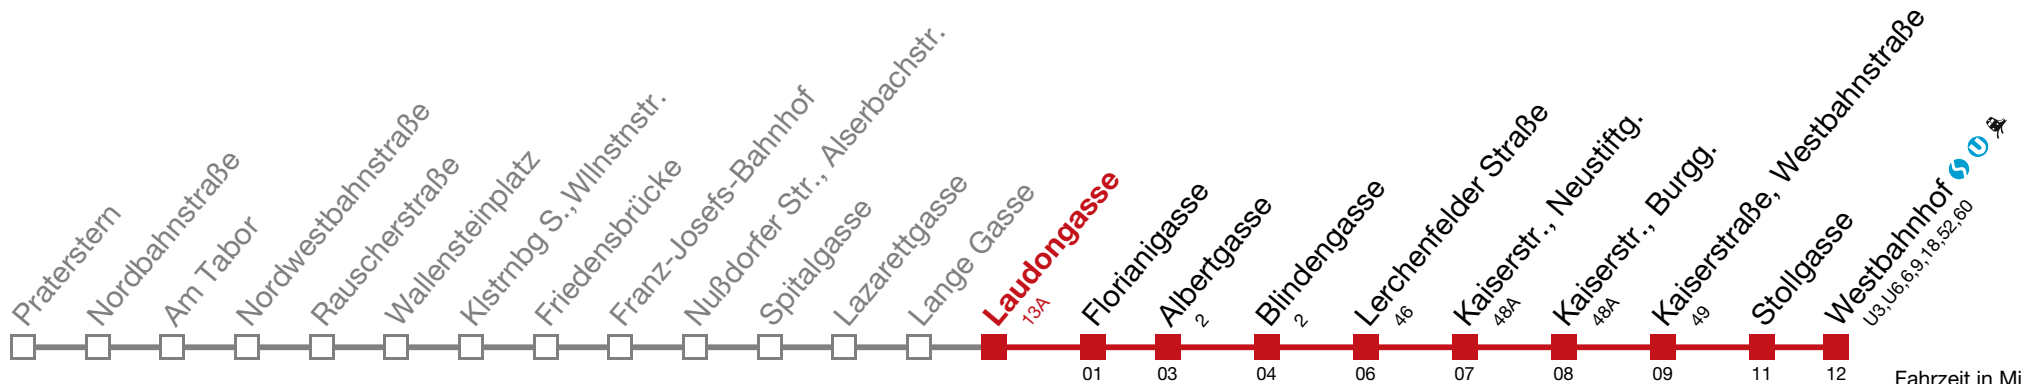 Praterstern
Nordbahnstraße
Am Tabor
Nordwestbahnstraße
Rauscherstraße
Wallensteinplatz
Klstrnbg S., Wllnstnstr.
Friedensbrücke
Franz-Josefs-Bahnhof
Nußdorfer Str., Alserbachstr.
Spitalgasse
Lazarettgasse
Lange Gasse
Laudongasse
13A
Florianigasse
Albertgasse
2
Blindengasse
2
Lerchenfelder Straße
46
Kaiserstr., Neustiftg.
48A
Kaiserstr., Burgg.
48A
Kaiserstraße, Westbahnstraße
49
Stollgasse
Westbahnhof S U
U3,U6,6,9,18,52,60
01 03 04 06 07 08 09 11 12
Fahrzeit in Mi